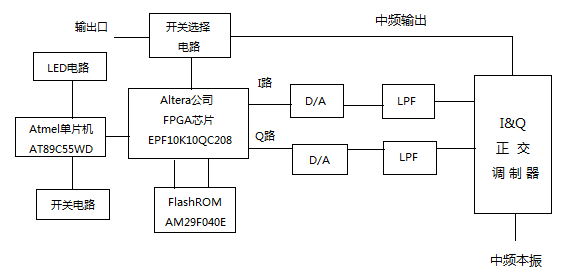 输出口
开关选择
电路
中频输出
LED电路
I路
Altera公司
FPGA芯片
EPF10K10QC208
D/A
LPF
Atmel单片机
AT89C55WD
Q路
I&Q
正 交
调 制 器
D/A
LPF
开关电路
FlashROM
AM29F040E
中频本振